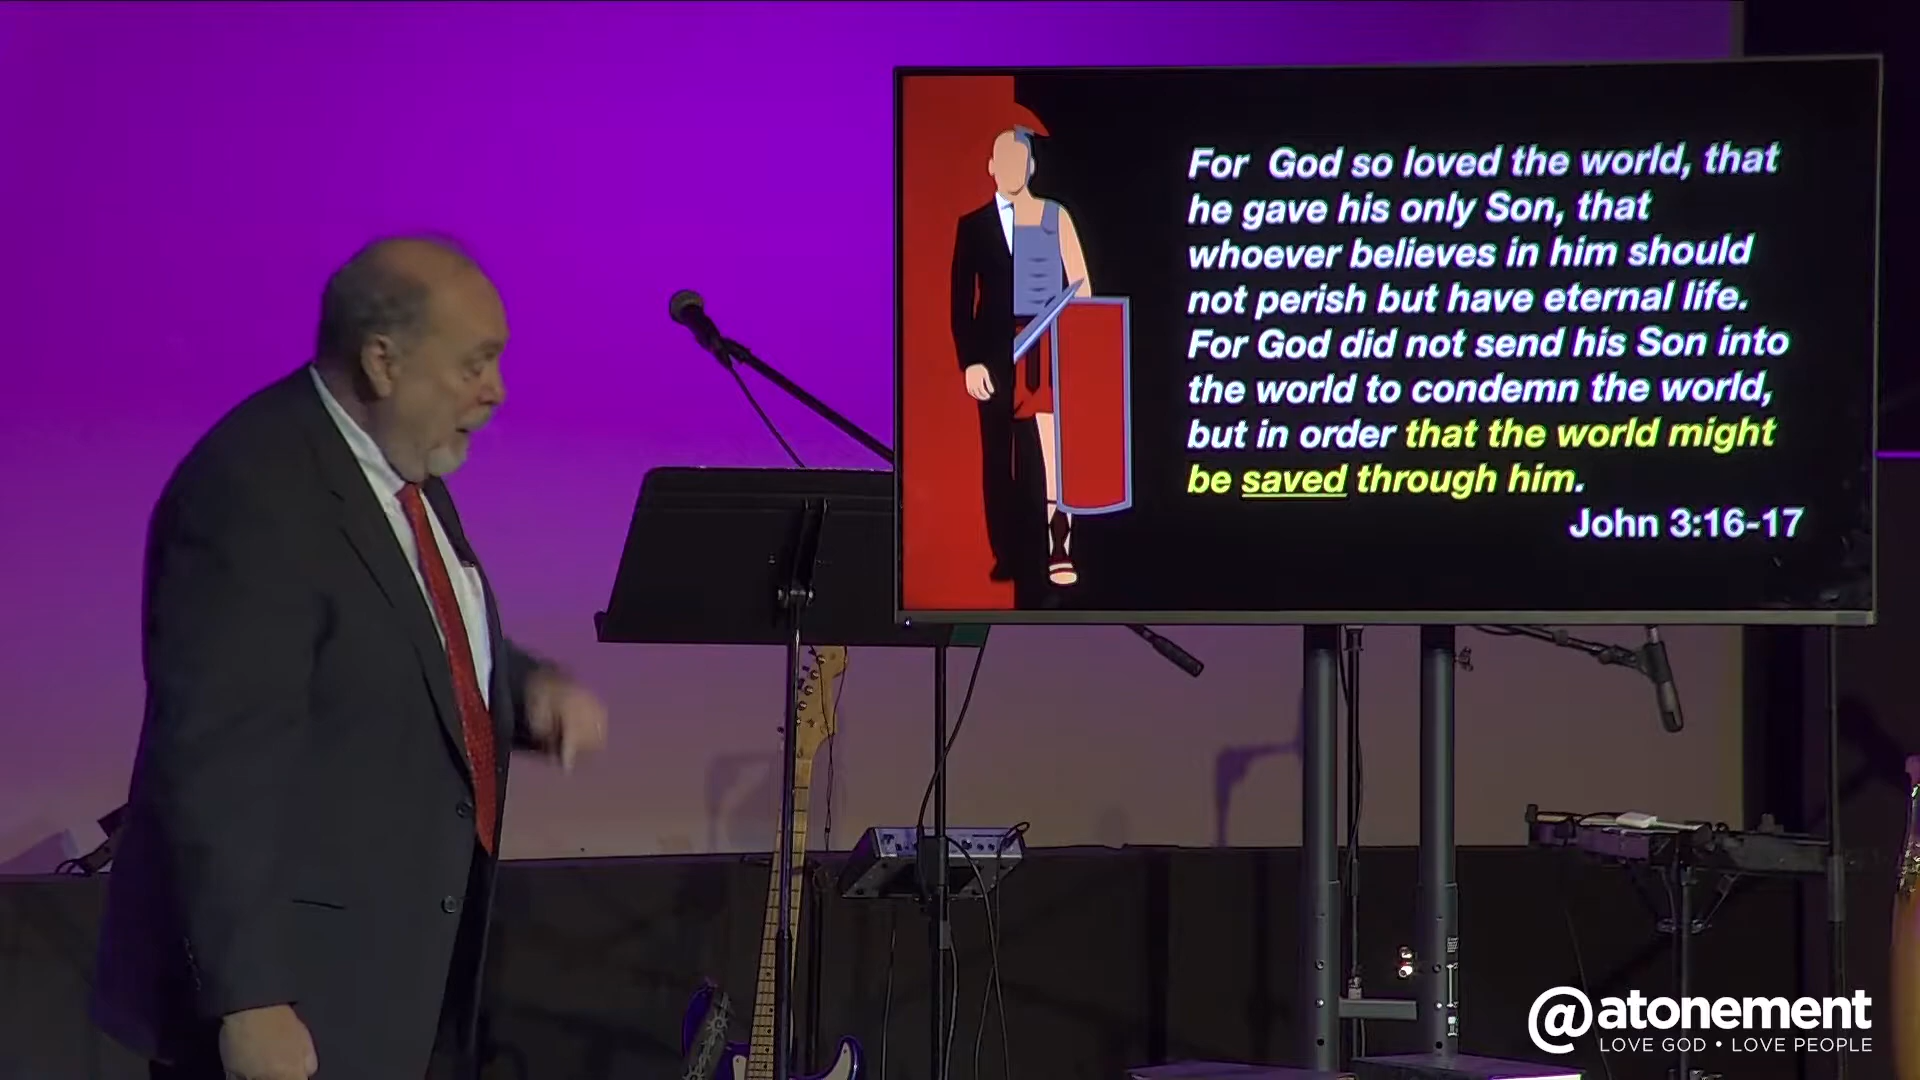 For God so loved the world, that
he gave his only Son, that
whoever believes in him should
not perish but have eternal life.
For God did not send his Son into
the world to condemn the world,
but in order that the world might
be saved through him.
John 3:16-17
@atonement
LOVE GOD • LOVE PEOPLE